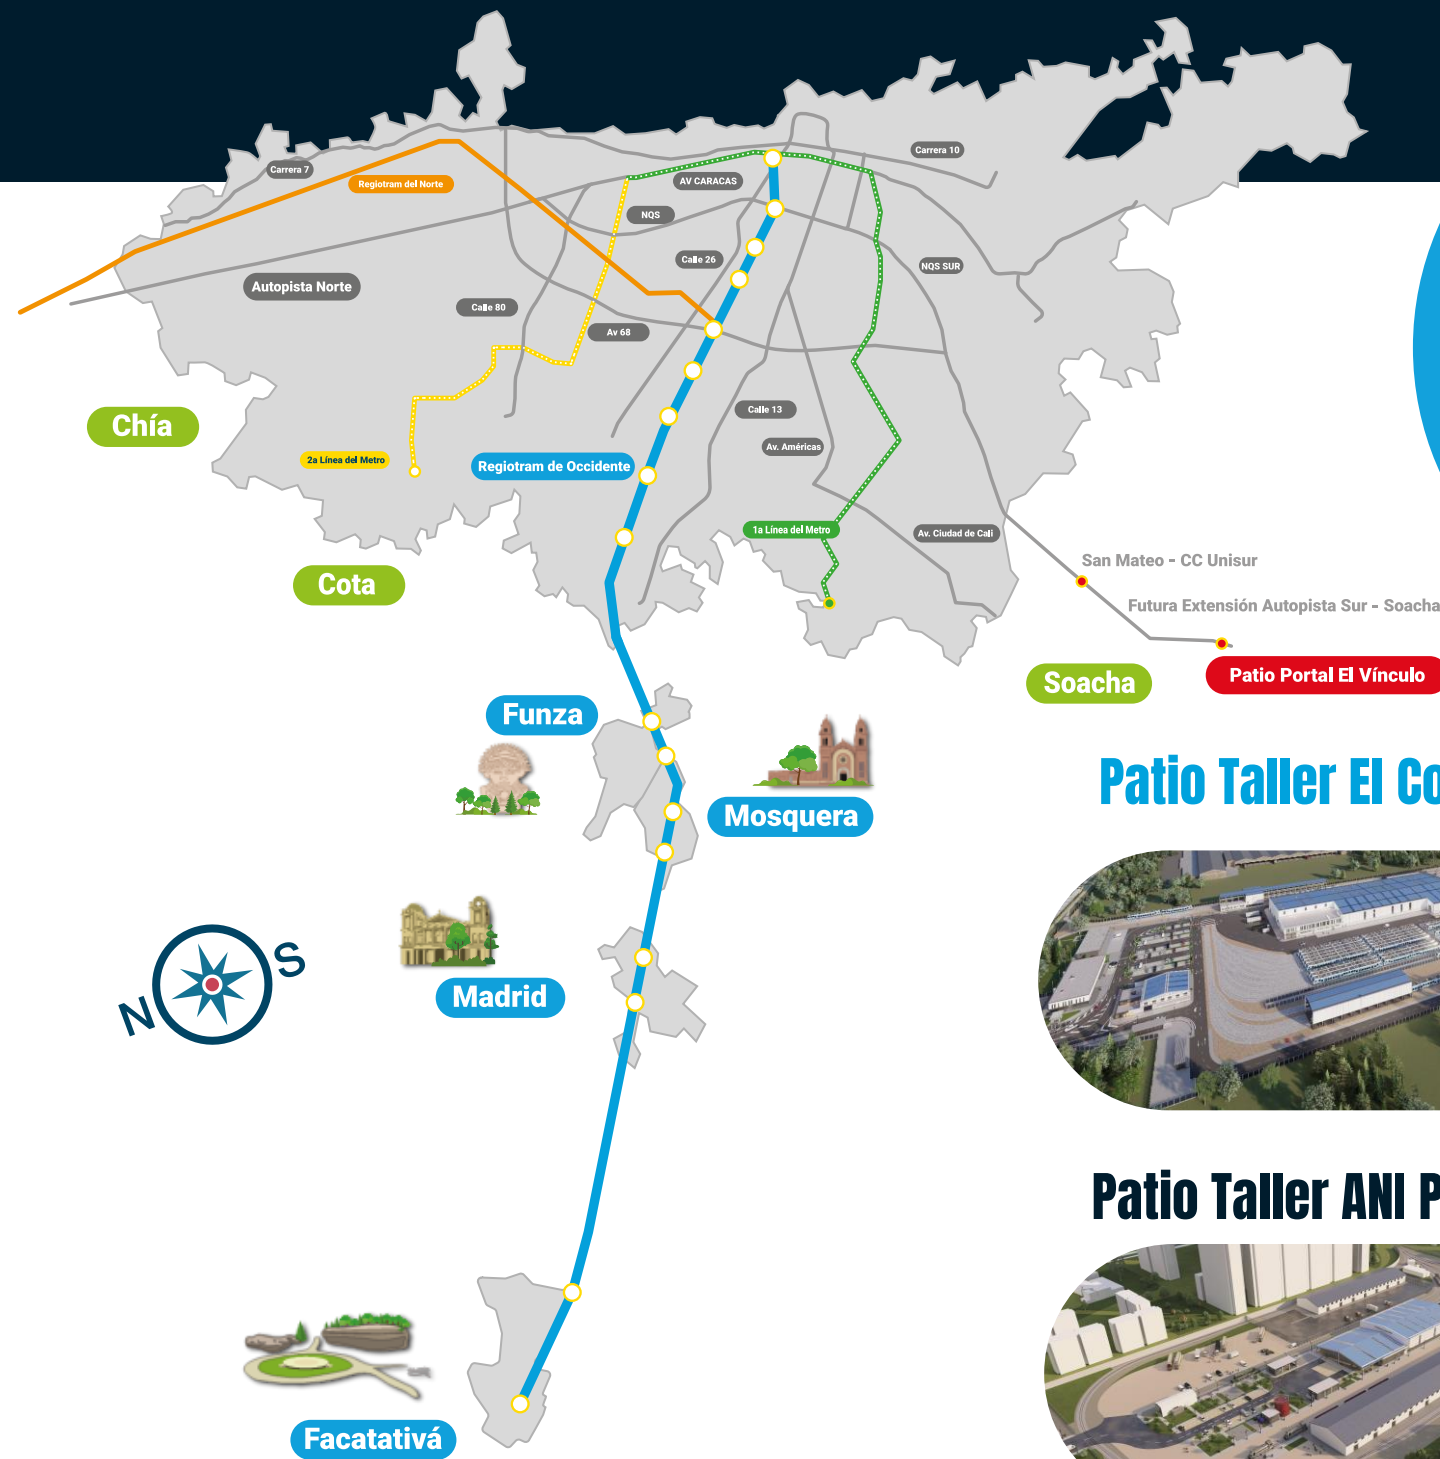 Carrera 7
Carrera 10
Regiotram del Norte
AV CARACAS
NQS
Calle 26
NQS SUR
Autopista Norte
Calle 80
Av 68
Chía
Calle 13
Av. Américas
2a Línea del Metro
Regiotram de Occidente
1a Línea del Metro
Av. Ciudad de Cali
San Mateo - CC Unisur
Cota
Futura Extensión Autopista Sur - Soacha
Soacha
Patio Portal El Vínculo
Funza
Patio Taller El Co
Mosquera
N
S
Madrid
Patio Taller ANI P
Facatativá